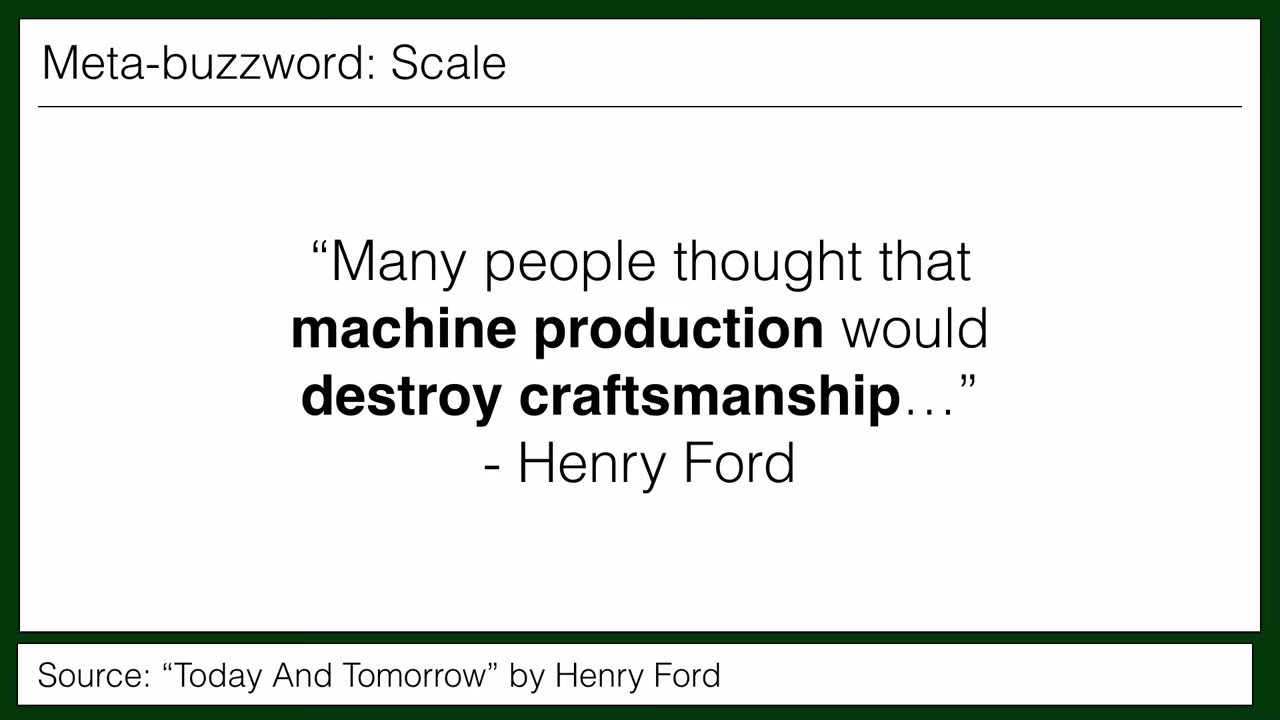 Meta-buzzword: Scale
“Many people thought that
machine production would
destroy craftsmanship…”
- Henry Ford
Source: “Today And Tomorrow” by Henry Ford